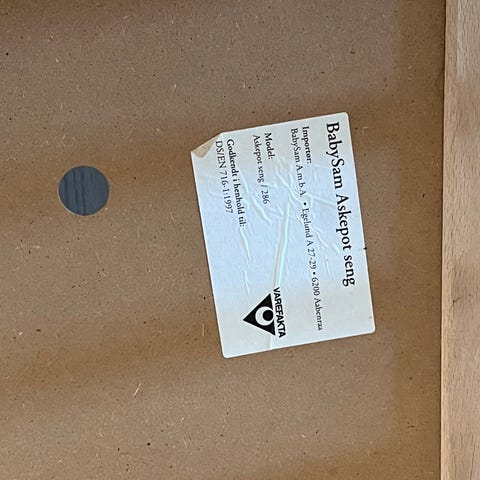 BabySam Askepot seng
Importør:
BabySam A.m.b.A. • Egelund A 27-29 • 6200 Aabenraa
Model:
Askepot seng / 286
Godkendt i henhold til:
DS/EN 716-1:1997
VAREFAKTA